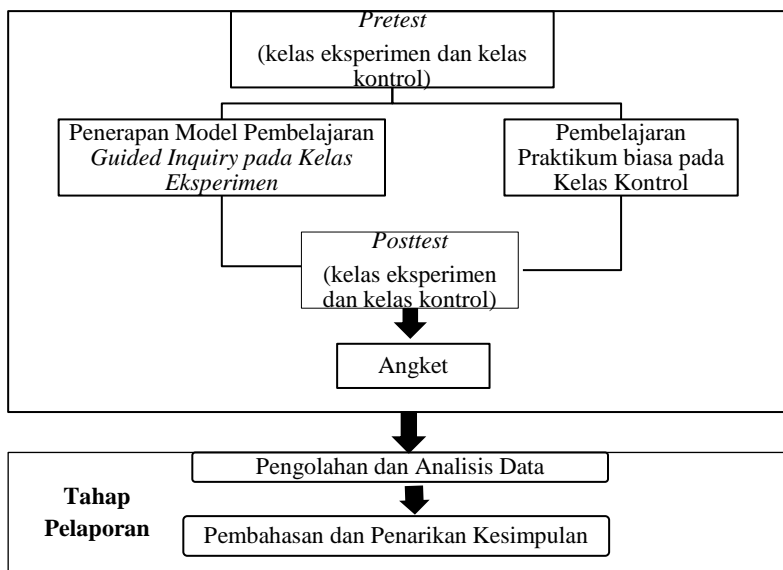 Pretest
(kelas eksperimen dan kelas
kontrol)
Penerapan Model Pembelajaran
Guided Inquiry pada Kelas
Eksperimen
Pembelajaran
Praktikum biasa pada
Kelas Kontrol
Posttest
(kelas eksperimen
dan kelas kontrol)
Angket
Tahap
Pelaporan
Pengolahan dan Analisis Data
Pembahasan dan Penarikan Kesimpulan